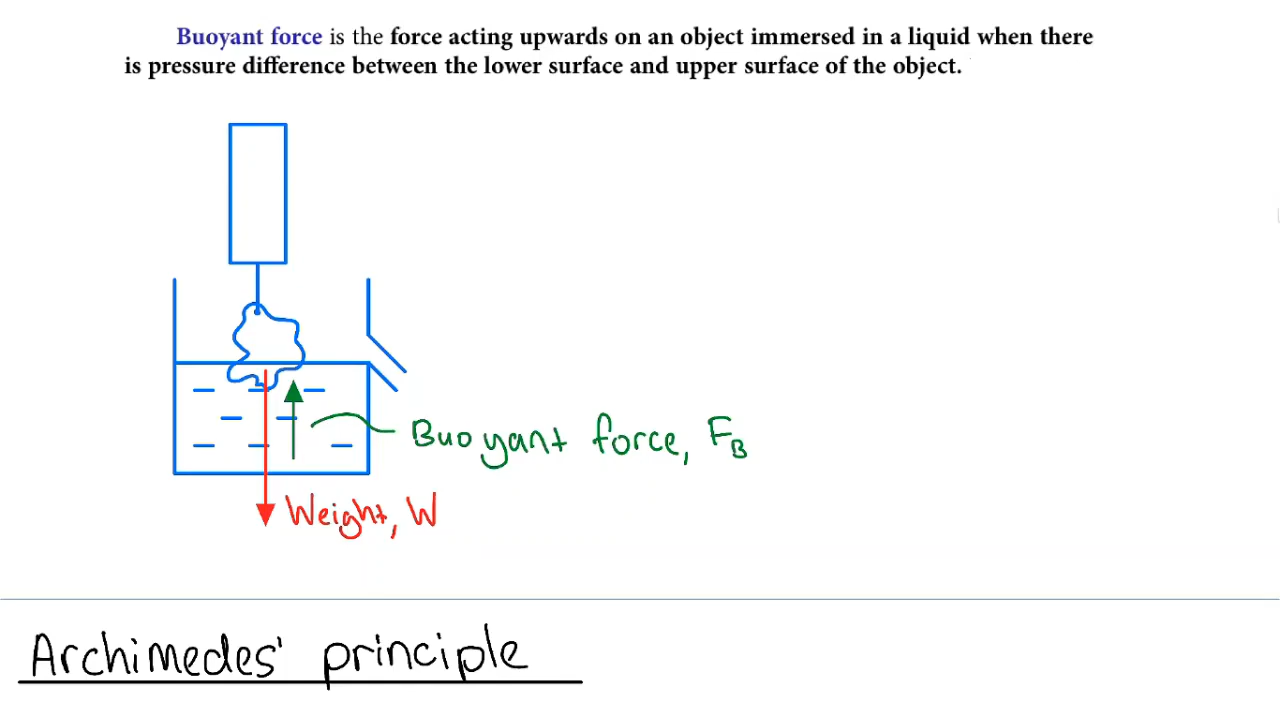 Buoyant force is the force acting upwards on an object immersed in a liquid when there
is pressure difference between the lower surface and upper surface of the object.
Buoyant force, FB
Weight, W
Archimedes' principle